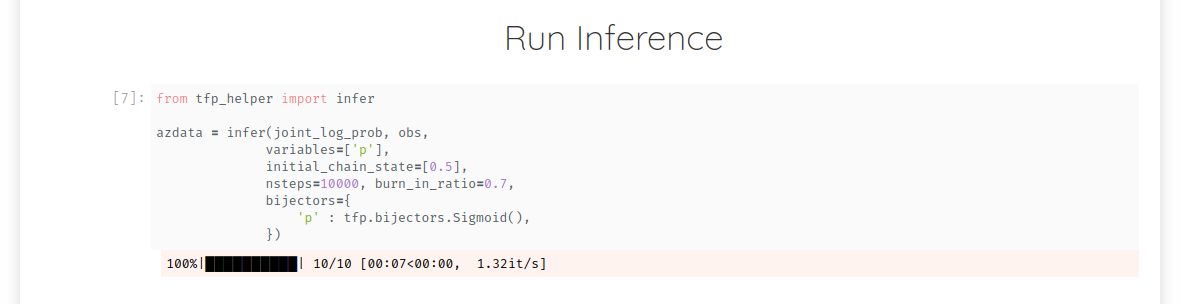 Run Inference
[7]: from tfp_helper import infer
azdata = infer(joint_log_prob, obs,
variables=['p'],
initial_chain_state=[0.5],
nsteps=10000, burn_in_ratio=0.7,
bijectors={
'p' : tfp.bijectors.Sigmoid(),
})
100%|██████████| 10/10 [00:07<00:00, 1.32it/s]